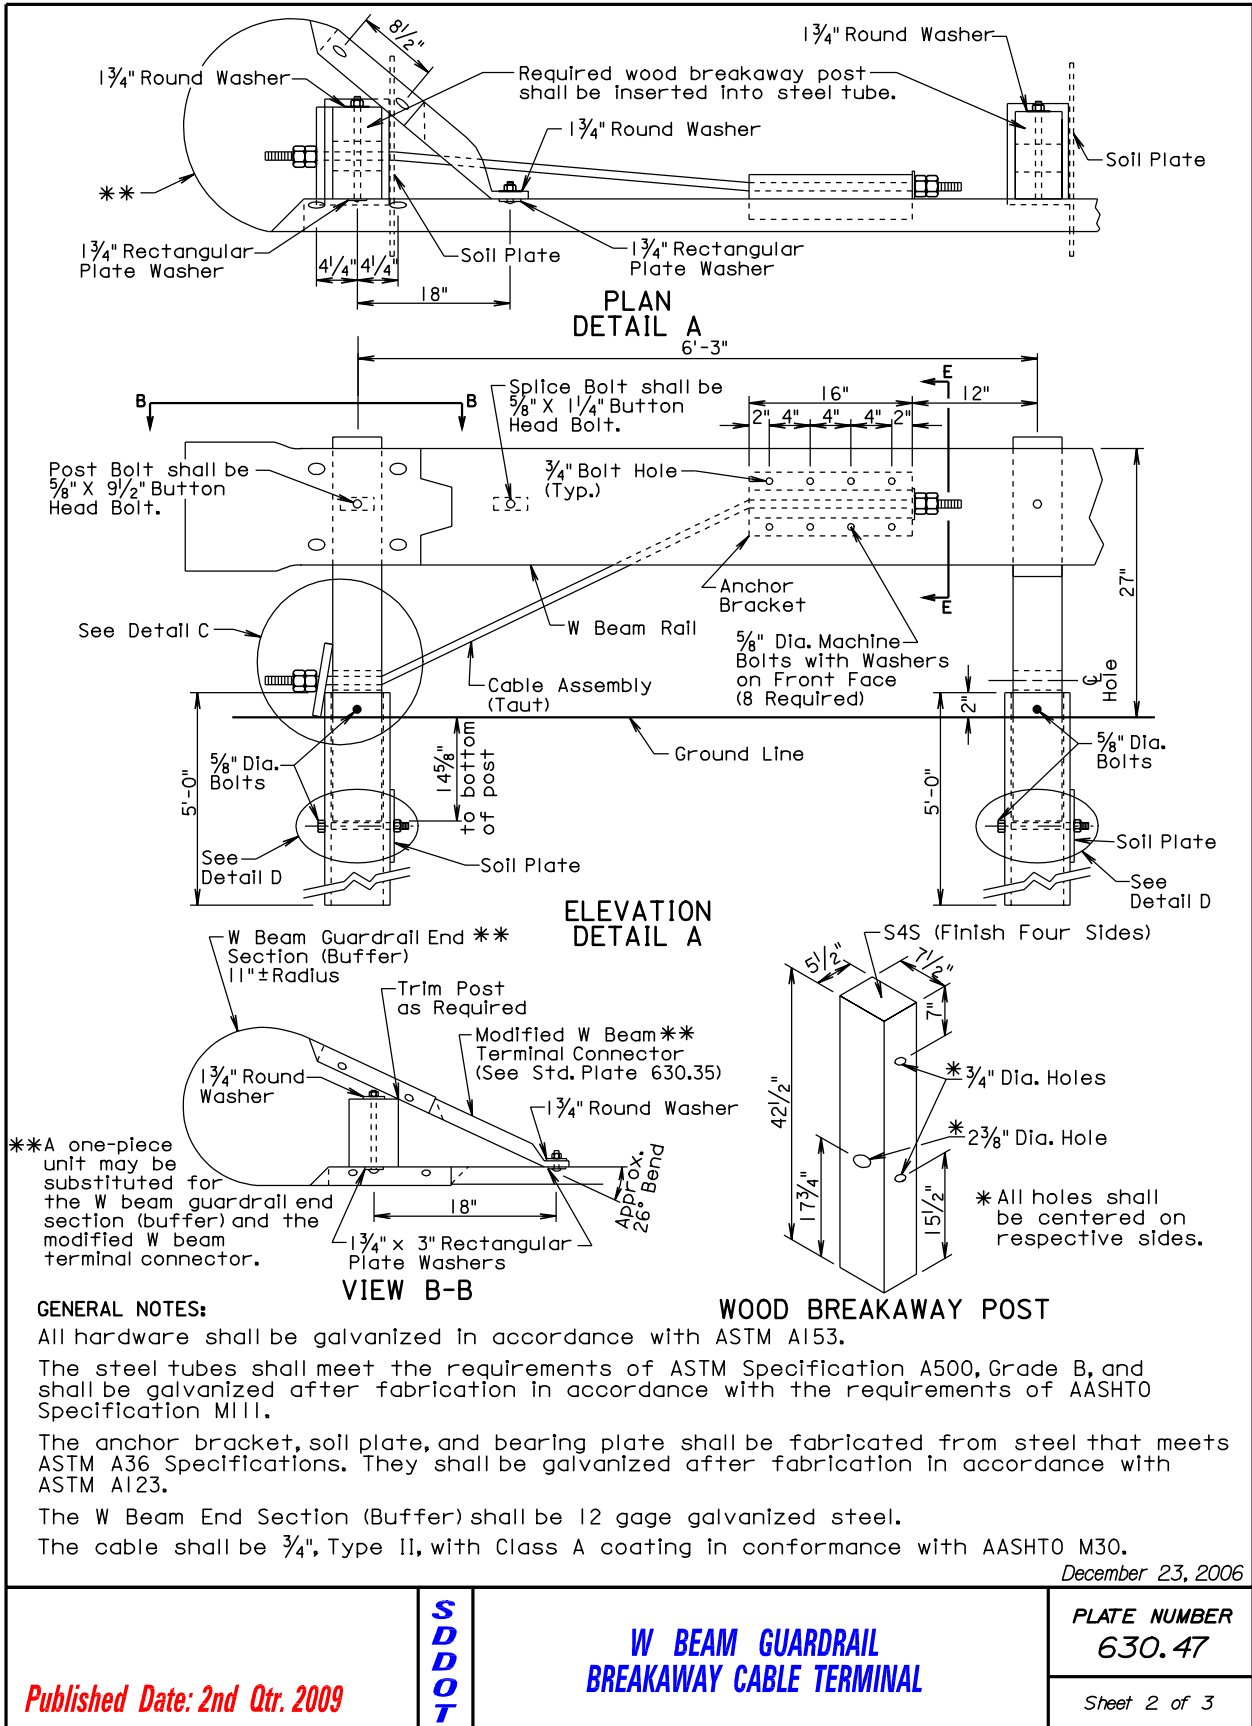 8½"
1¾" Round Washer
1¾" Round Washer
Required wood breakaway post
shall be inserted into steel tube.
1¾" Round Washer
Soil Plate
**
1¾" Rectangular
Plate Washer
4¼"
4¼"
Soil Plate
1¾" Rectangular
Plate Washer
18"
PLAN
DETAIL A
6'-3"
B
B
Splice Bolt shall be
⅝" X 1¼" Button
Head Bolt.
E
16"
12"
2"
4"
4"
4"
2"
Post Bolt shall be
⅝" X 9½" Button
Head Bolt.
¾" Bolt Hole
(Typ.)
27"
Anchor
Bracket
E
See Detail C
W Beam Rail
⅝" Dia. Machine
Bolts with Washers
on Front Face
(8 Required)
Cable Assembly
(Taut)
℄
Hole
2"
5'-0"
⅝" Dia.
Bolts
14⅝"
to bottom
of post
Ground Line
5'-0"
⅝" Dia.
Bolts
See
Detail D
Soil Plate
Soil Plate
See
Detail D
ELEVATION
DETAIL A
W Beam Guardrail End **
Section (Buffer)
11"± Radius
Trim Post
as Required
Modified W Beam **
Terminal Connector
(See Std. Plate 630.35)
1¾" Round
Washer
1¾" Round Washer
**A one-piece
unit may be
substituted for
the W beam guardrail end
section (buffer) and the
modified W beam
terminal connector.
18"
Approx.
26° Bend
1¾" x 3" Rectangular
Plate Washers
VIEW B-B
S4S (Finish Four Sides)
5½"
7½"
7"
42½"
* ¾" Dia. Holes
* 2⅜" Dia. Hole
17¾"
15½"
* All holes shall
be centered on
respective sides.
WOOD BREAKAWAY POST
GENERAL NOTES:
All hardware shall be galvanized in accordance with ASTM A153.
The steel tubes shall meet the requirements of ASTM Specification A500, Grade B, and
shall be galvanized after fabrication in accordance with the requirements of AASHTO
Specification M111.
The anchor bracket, soil plate, and bearing plate shall be fabricated from steel that meets
ASTM A36 Specifications. They shall be galvanized after fabrication in accordance with
ASTM A123.
The W Beam End Section (Buffer) shall be 12 gage galvanized steel.
The cable shall be ¾", Type II, with Class A coating in conformance with AASHTO M30.
December 23, 2006
Published Date: 2nd Qtr. 2009
SDDOT
W BEAM GUARDRAIL
BREAKAWAY CABLE TERMINAL
PLATE NUMBER
630.47
Sheet 2 of 3